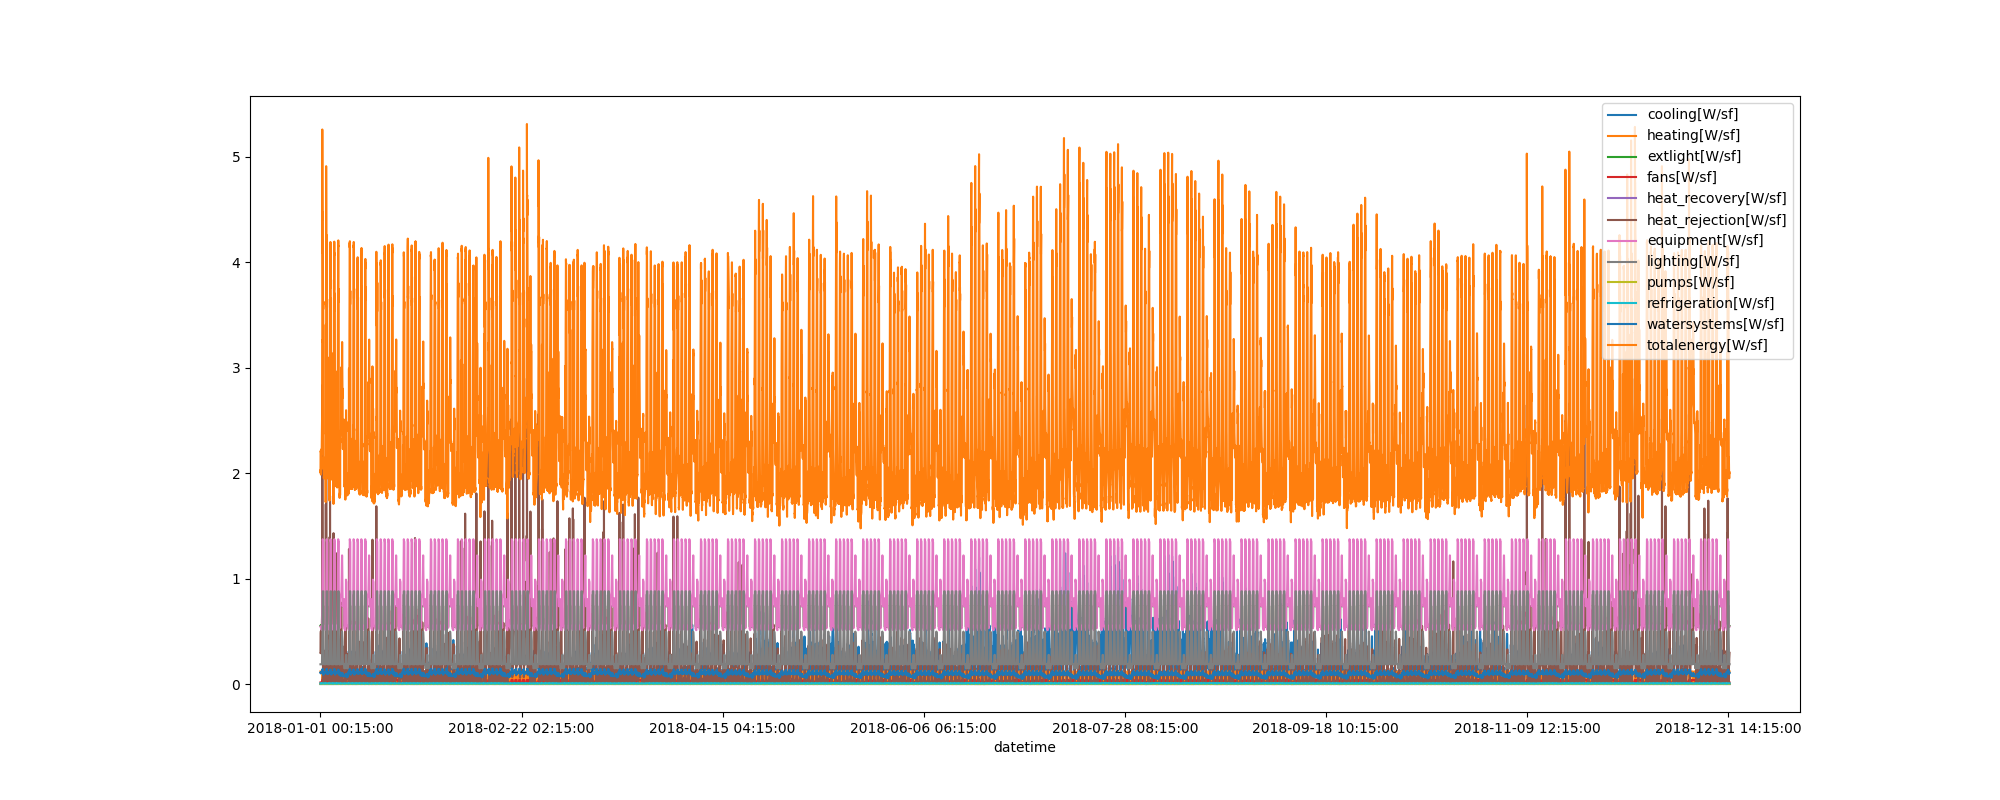 cooling[W/sf]
heating[W/sf]
extlight[W/sf]
fans[W/sf]
heat_recovery[W/sf]
heat_rejection[W/sf]
equipment[W/sf]
lighting[W/sf]
pumps[W/sf]
refrigeration[W/sf]
watersystems[W/sf]
totalenergy[W/sf]
5
4
3
2
1
0
2018-01-01 00:15:00 2018-02-22 02:15:00 2018-04-15 04:15:00 2018-06-06 06:15:00 2018-07-28 08:15:00 2018-09-18 10:15:00 2018-11-09 12:15:00 2018-12-31 14:15:00
datetime